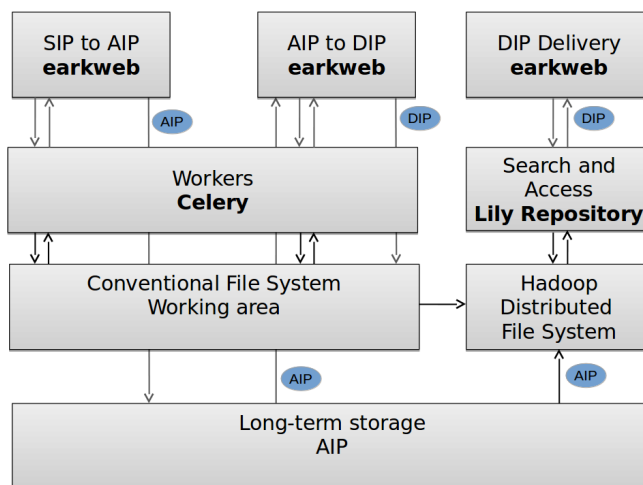 SIP to AIP
earkweb
AIP to DIP
earkweb
DIP Delivery
earkweb
AIP
DIP
DIP
Workers
Celery
Search and
Access
Lily Repository
Conventional File System
Working area
Hadoop
Distributed
File System
AIP
AIP
Long-term storage
AIP